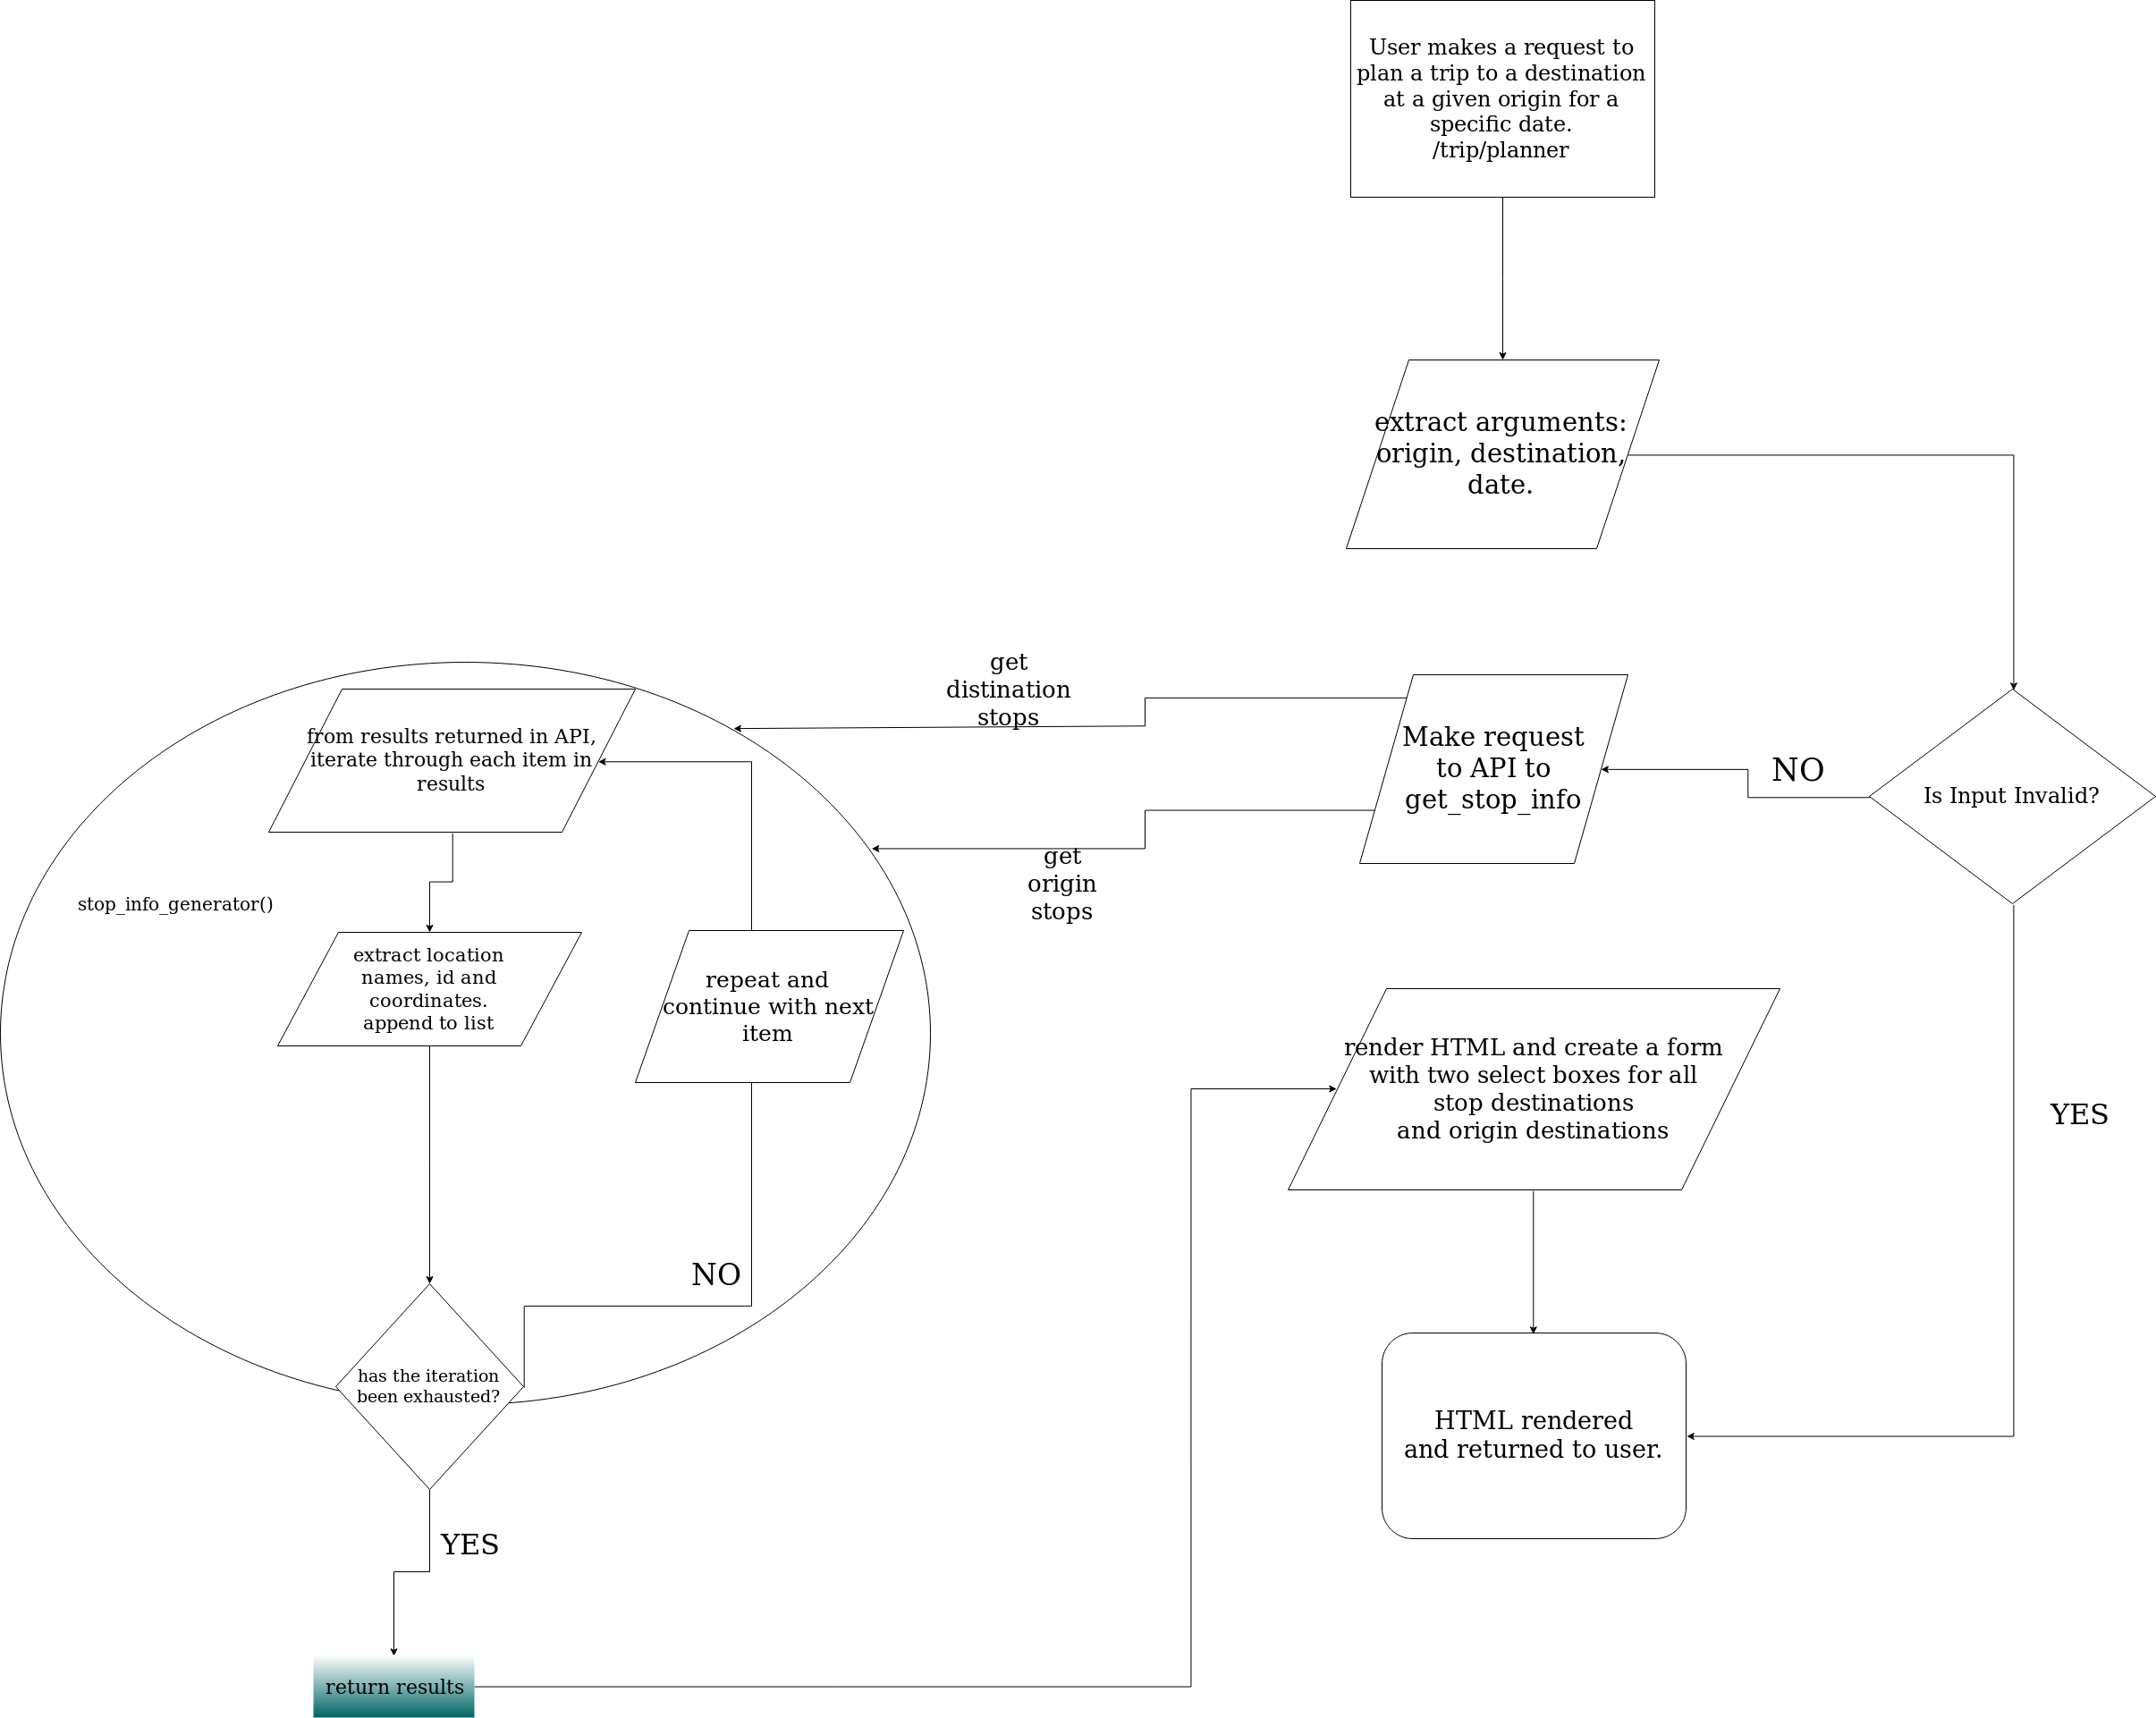 User makes a request to
plan a trip to a destination
at a given origin for a
specific date.
/trip/planner
extract arguments:
origin, destination,
date.
get
distination
stops
Make request
to API to
get_stop_info
NO
Is Input Invalid?
from results returned in API,
iterate through each item in
results
get
origin
stops
stop_info_generator()
extract location
names, id and
coordinates.
append to list
repeat and
continue with next
item
render HTML and create a form
with two select boxes for all
stop destinations
and origin destinations
YES
NO
has the iteration
been exhausted?
HTML rendered
and returned to user.
YES
return results